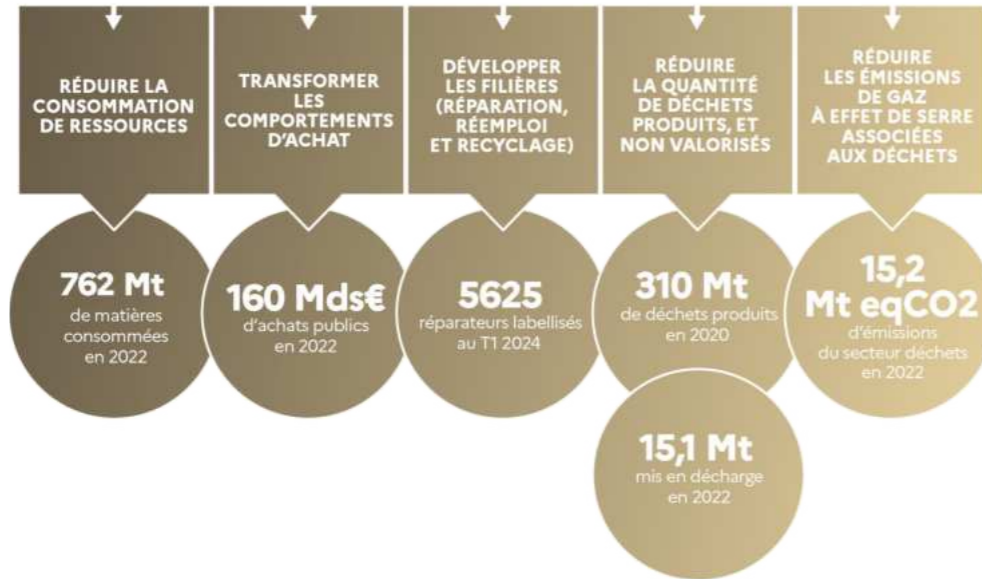 RÉDUIRE LA
CONSOMMATION
DE RESSOURCES
762 Mt
de matières
consommées
en 2022
TRANSFORMER
LES
COMPORTEMENTS
D'ACHAT
160 Mds€
d'achats publics
en 2022
DÉVELOPPER
LES FILIÈRES
(RÉPARATION,
RÉEMPLOI
ET RECYCLAGE)
5625
réparateurs labellisés
au T1 2024
RÉDUIRE
LA QUANTITÉ
DE DÉCHETS
PRODUITS, ET
NON VALORISÉS
310 Mt
de déchets produits
en 2020
15,1 Mt
mis en décharge
en 2022
RÉDUIRE
LES ÉMISSIONS
DE GAZ
À EFFET DE SERRE
ASSOCIÉES
AUX DÉCHETS
15,2
Mt eqCO2
d'émissions
du secteur déchets
en 2022